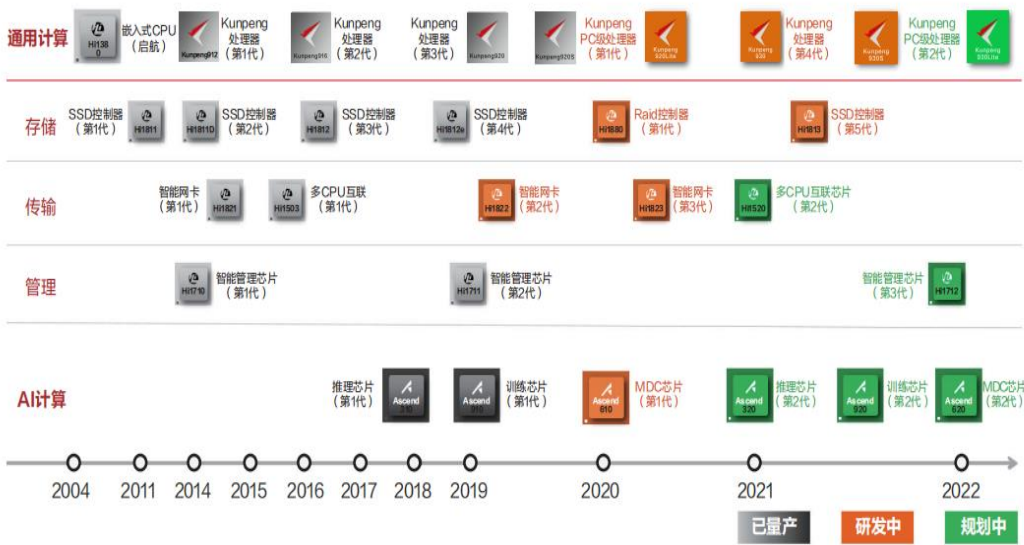 通用计算
Hi138
0
嵌入式CPU
（启航）
Kunpeng912
Kunpeng
处理器
（第1代）
Kunpeng916
Kunpeng
处理器
（第2代）
Kunpeng
处理器
（第3代）
Kunpeng920
Kunpeng920S
Kunpeng
PC级处理器
（第1代）
Kunpeng
920Lite
Kunpeng
930
Kunpeng
处理器
（第4代）
Kunpeng
930S
Kunpeng
PC级处理器
（第2代）
Kunpeng
存储
SSD控制器
（第1代）
Hi1811
Hi1811D
SSD控制器
（第2代）
Hi1812
SSD控制器
（第3代）
Hi1812e
SSD控制器
（第4代）
Hi1880
Raid控制器
（第1代）
Hi1813
SSD控制器
（第5代）
传输
智能网卡
（第1代）
Hi1821
Hi1503
多CPU互联
（第1代）
Hi1822
智能网卡
（第2代）
Hi1823
智能网卡
（第3代）
Hi1520
多CPU互联芯片
（第2代）
管理
Hi1710
智能管理芯片
（第1代）
Hi1711
智能管理芯片
（第2代）
智能管理芯片
（第3代）
Hi1712
AI计算
推理芯片
（第1代）
Ascend
310
Ascend
910
训练芯片
（第1代）
Ascend
610
MDC芯片
（第1代）
Ascend
320
推理芯片
（第2代）
Ascend
920
训练芯片
（第2代）
Ascend
620
MDC芯片
（第2代）
2004
2011
2014
2015
2016
2017
2018
2019
2020
2021
2022
已量产
研发中
规划中